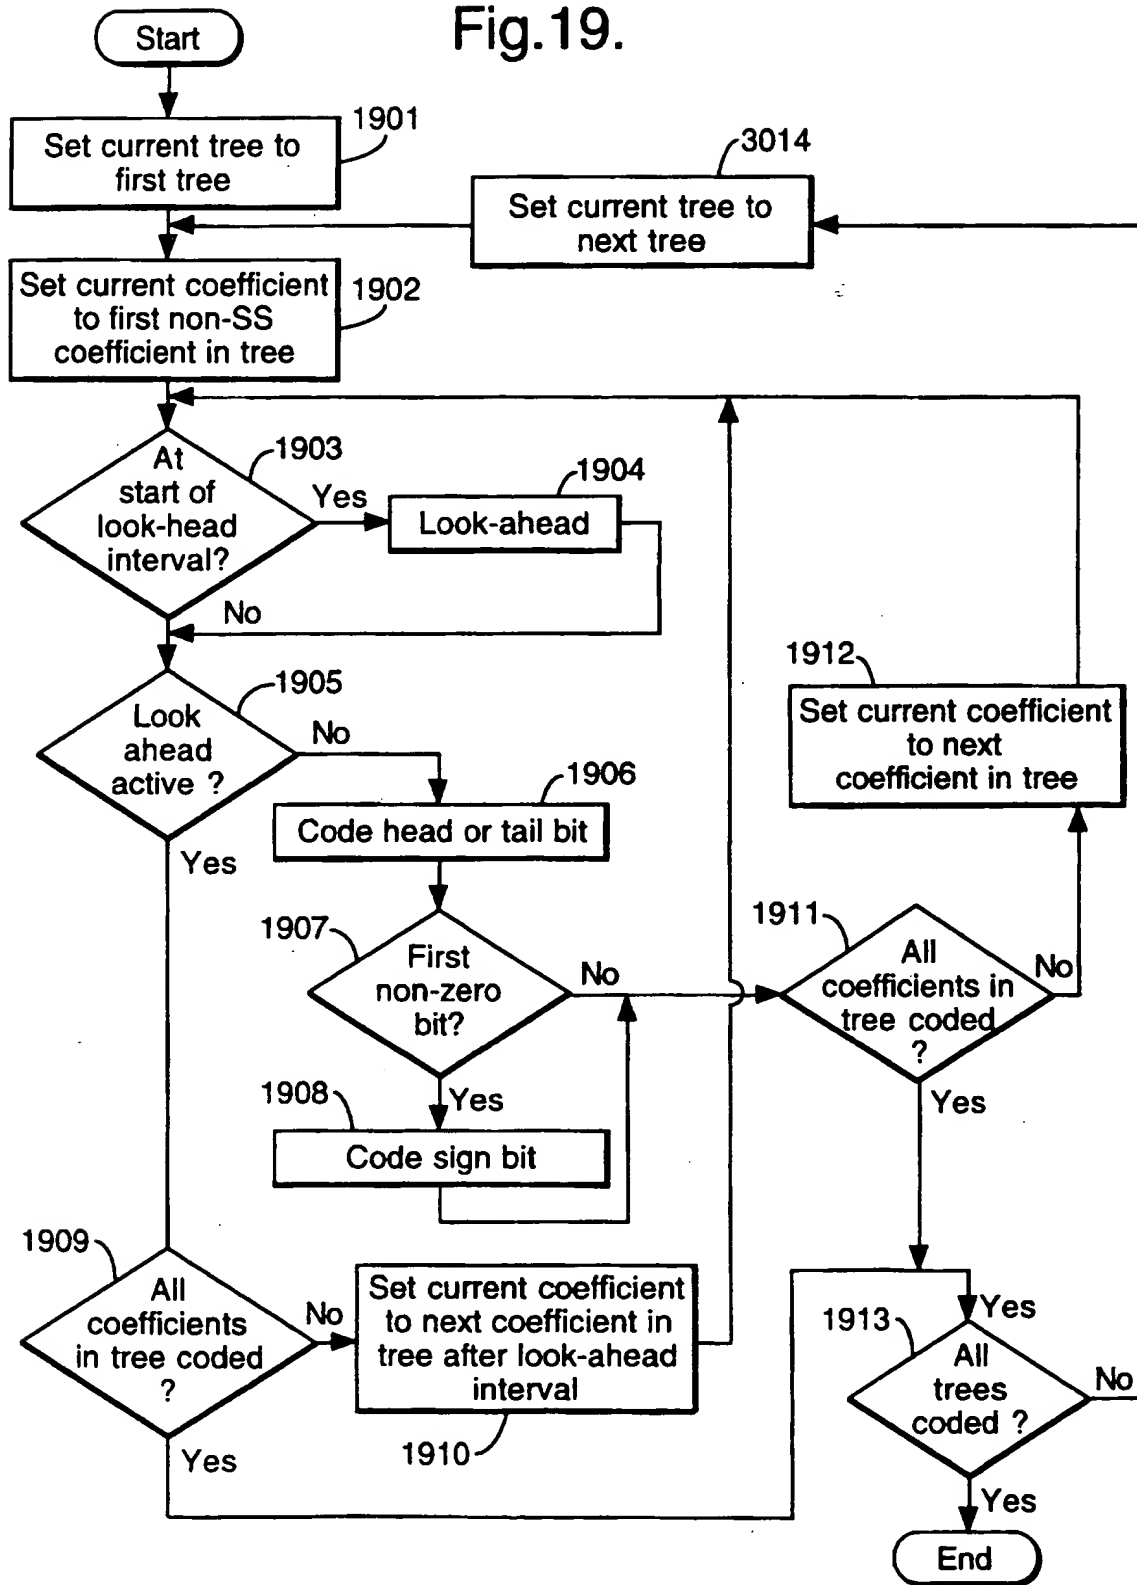 Fig.19.
Start
1901
Set current tree to
first tree
3014
Set current tree to
next tree
1902
Set current coefficient
to first non-SS
coefficient in tree
1903
At
start of
look-head
interval?
Yes
1904
Look-ahead
No
1905
Look
ahead
active ?
No
Yes
1906
Code head or tail bit
1912
Set current coefficient
to next
coefficient in tree
1907
First
non-zero
bit?
No
Yes
1911
All
coefficients in
tree coded
?
No
Yes
1908
Code sign bit
1909
All
coefficients
in tree coded
?
No
Yes
Set current coefficient
to next coefficient in
tree after look-ahead
interval
1910
Yes
1913
All
trees
coded ?
No
Yes
End